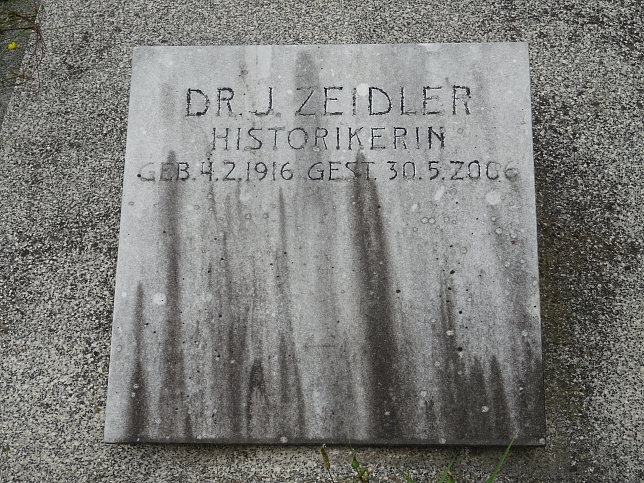 DR. J. ZEIDLER
HISTORIKERIN
GEB. 4.2.1916 GEST. 30.5.2006